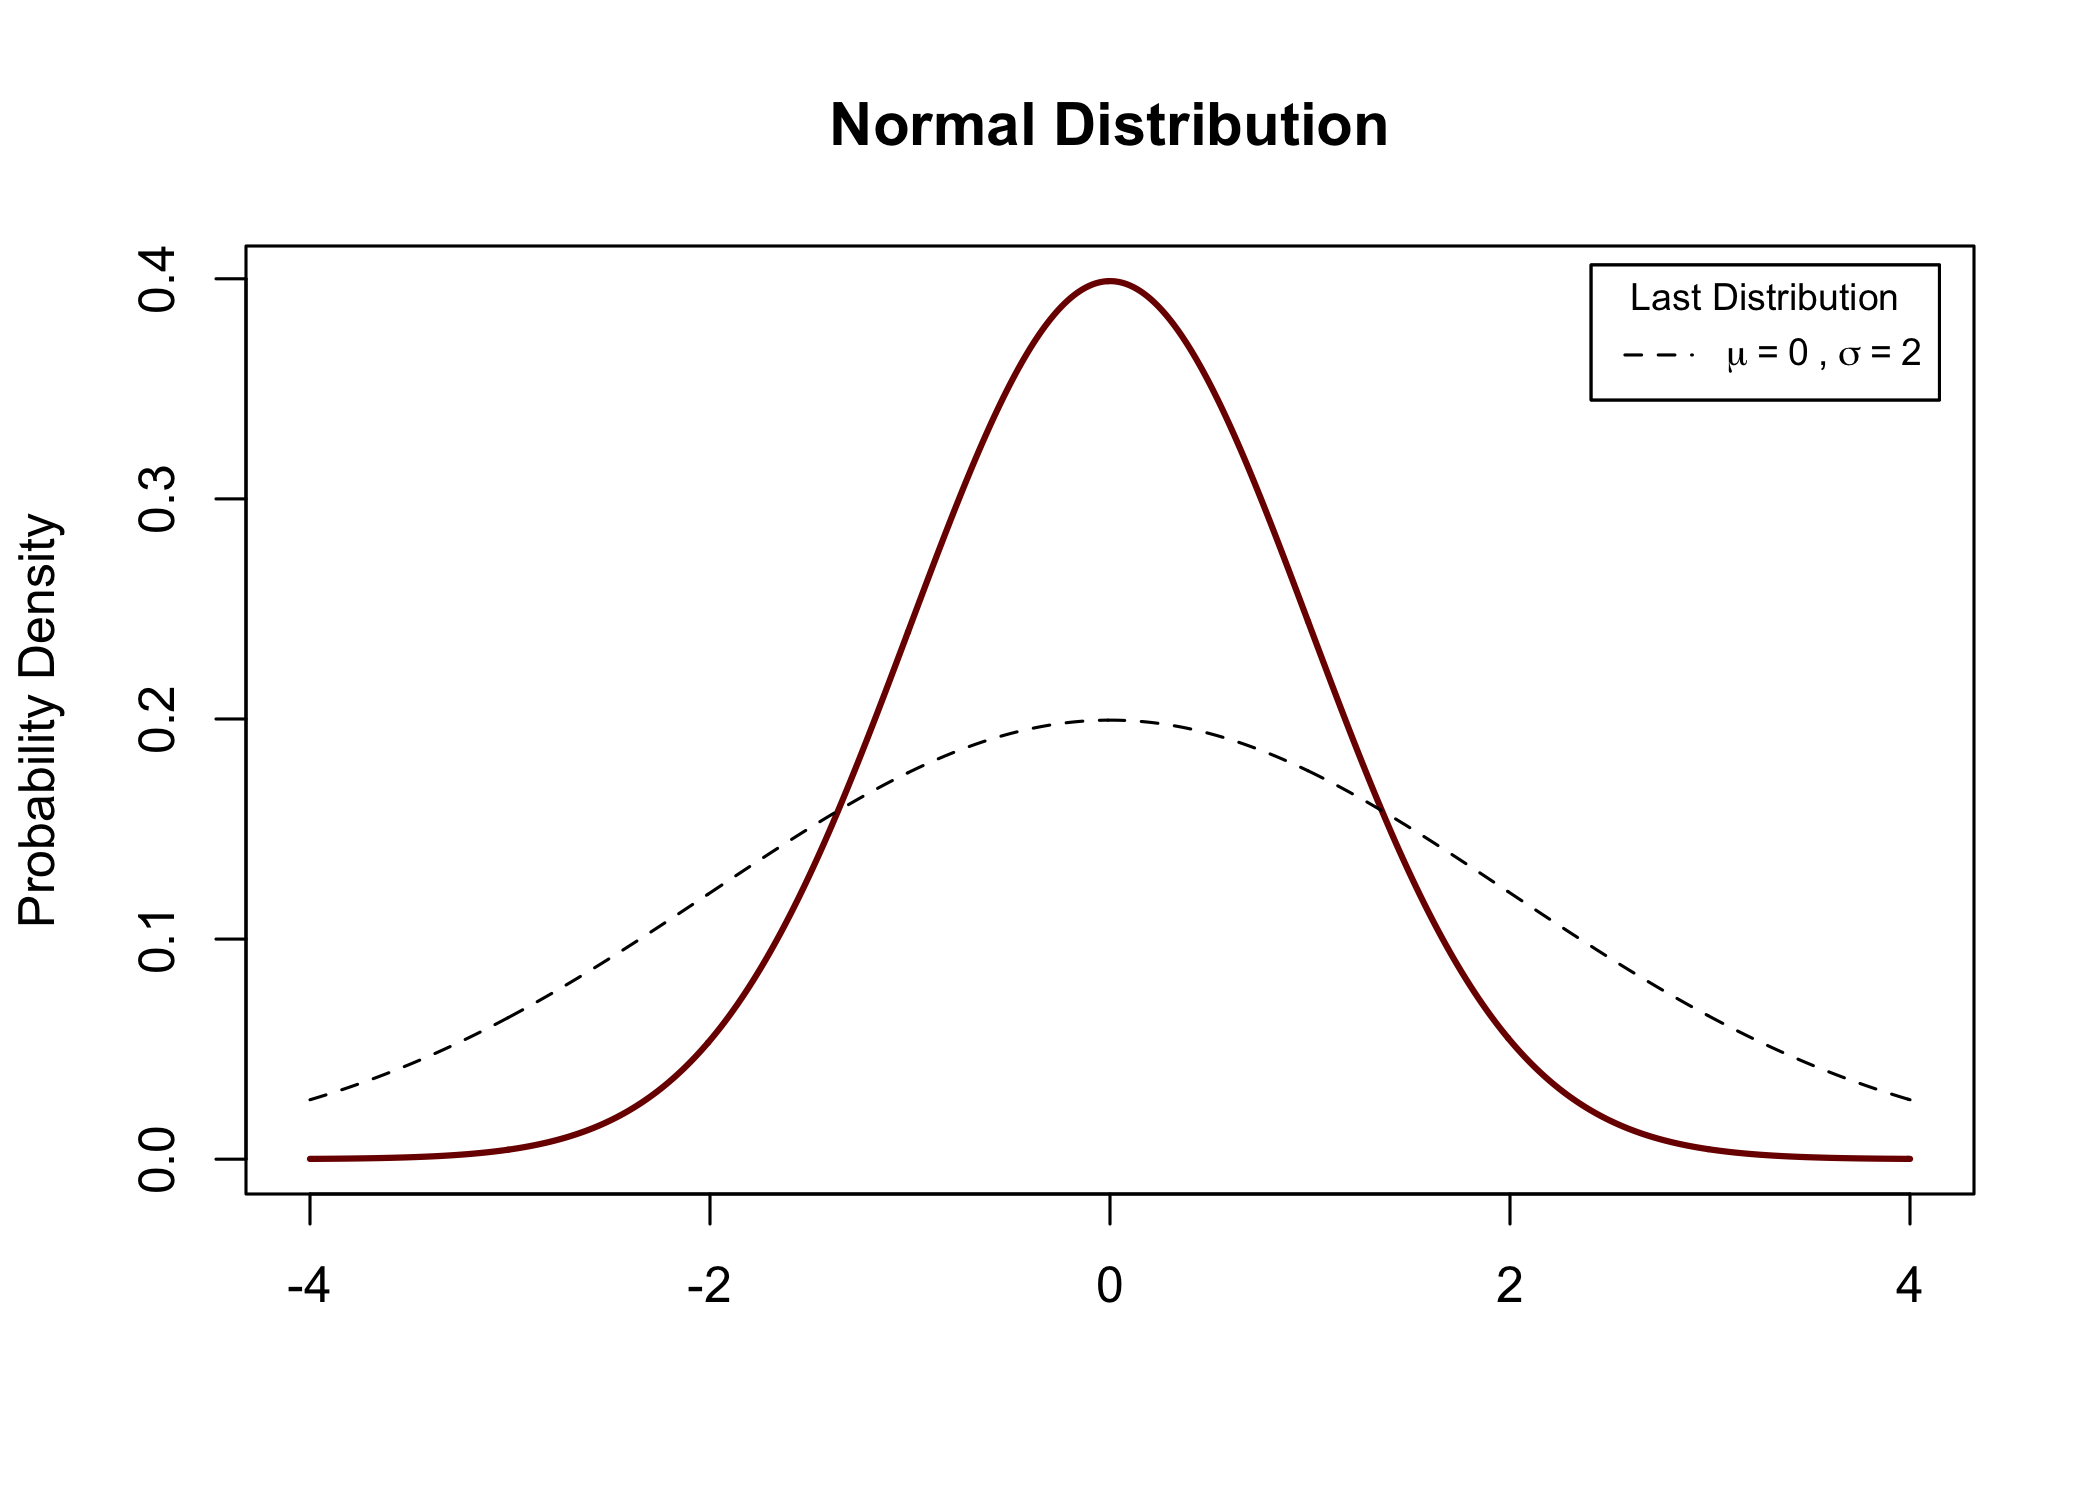 Normal Distribution
Last Distribution
μ = 0 , σ = 2
Probability Density
0.4
0.3
0.2
0.1
0.0
-4 -2 0 2 4